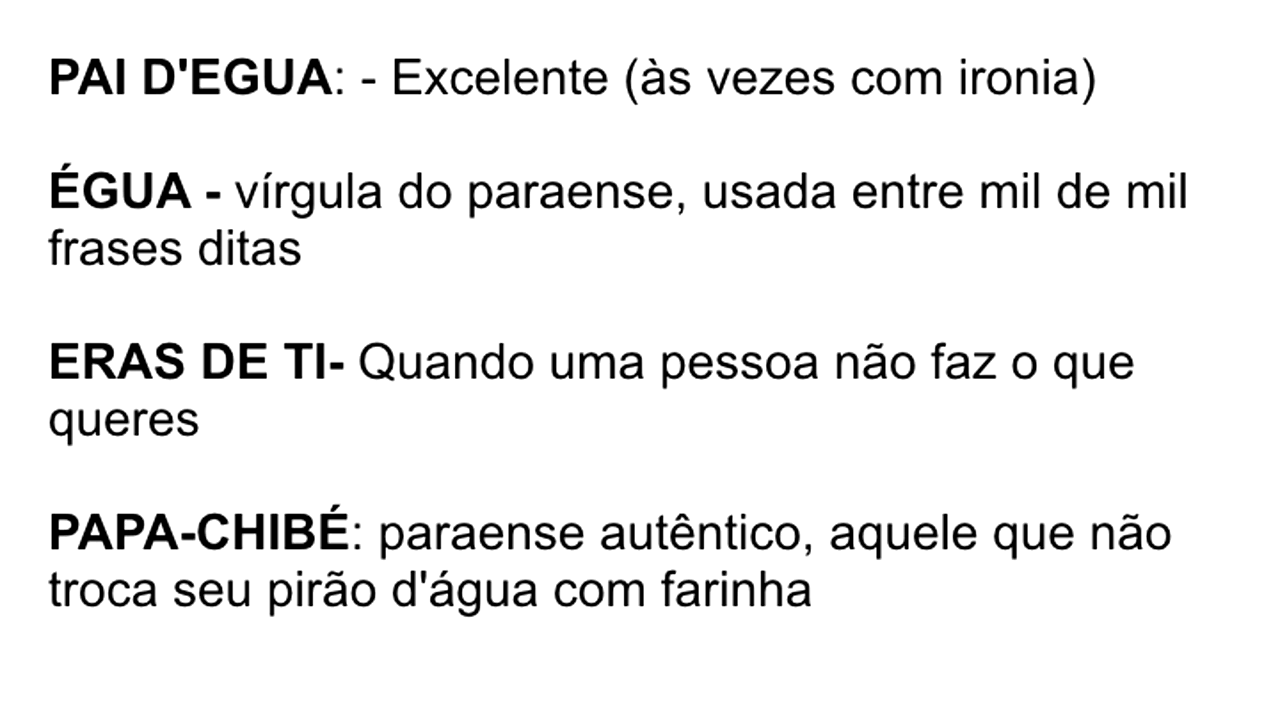 PAI D'EGUA: - Excelente (às vezes com ironia)
ÉGUA - vírgula do paraense, usada entre mil de mil
frases ditas
ERAS DE TI- Quando uma pessoa não faz o que
queres
PAPA-CHIBÉ: paraense autêntico, aquele que não
troca seu pirão d'água com farinha